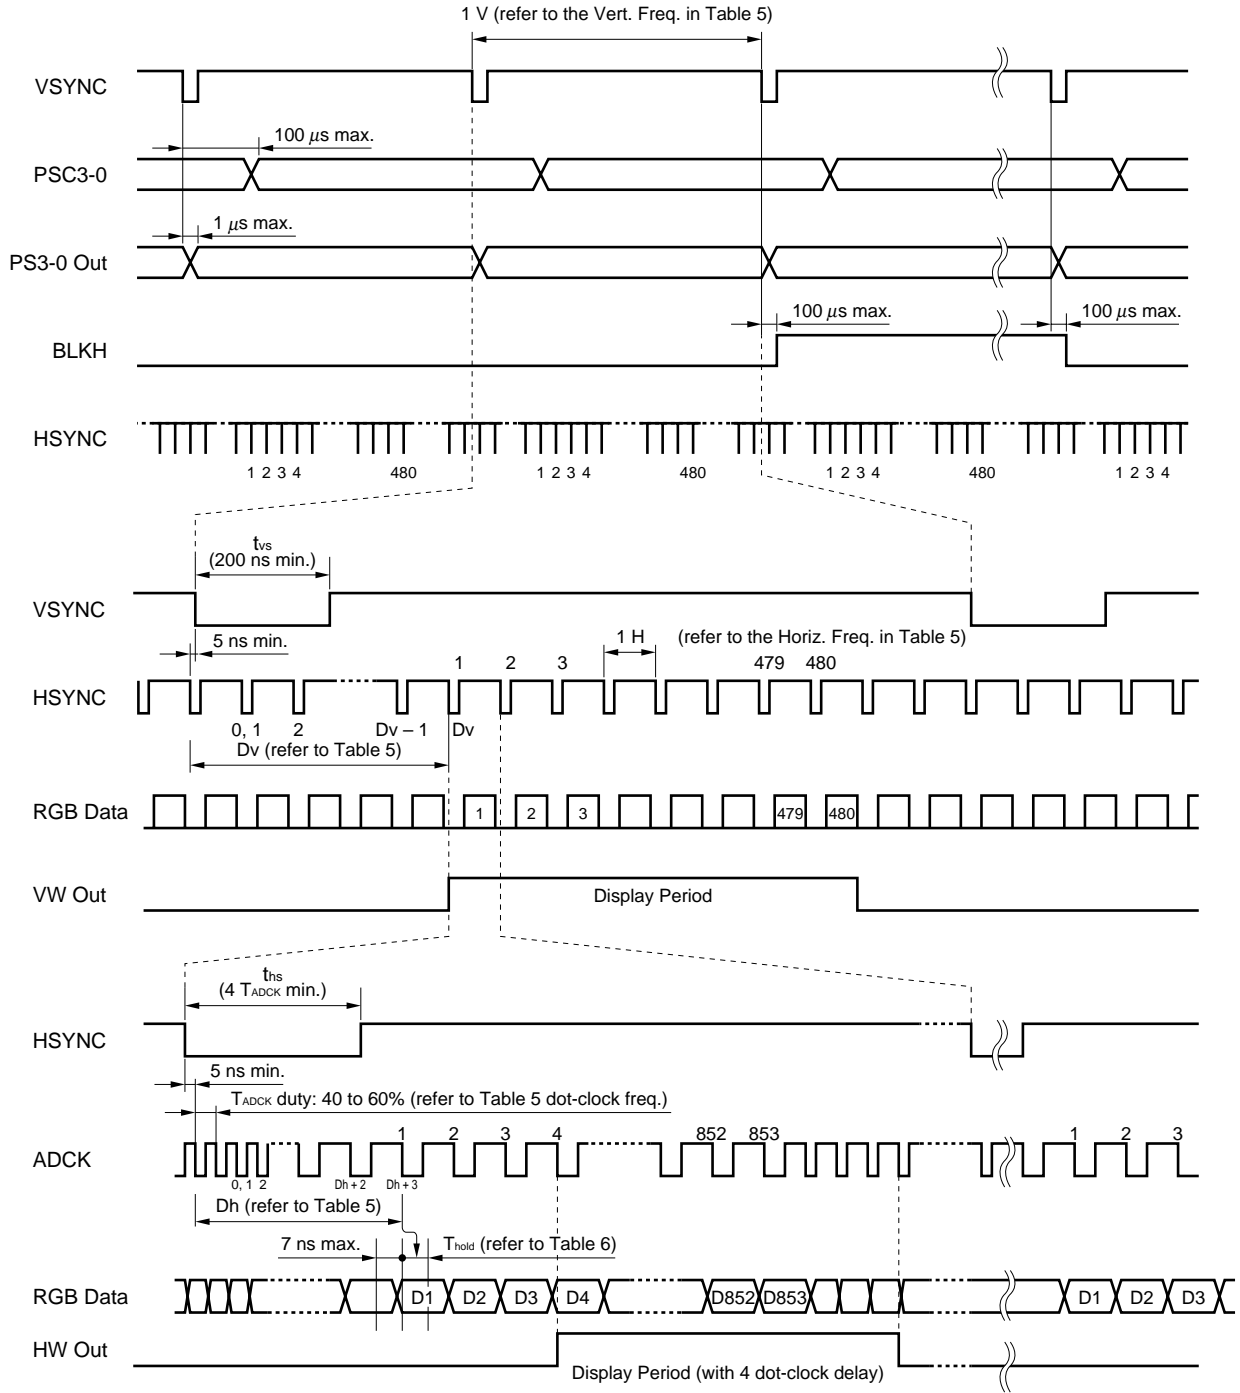 1 V (refer to the Vert. Freq. in Table 5)
VSYNC
100 μs max.
PSC3-0
1 μs max.
PS3-0 Out
100 μs max. 100 μs max.
BLKH
HSYNC
1 2 3 4 480 1 2 3 4 480 1 2 3 4 480 1 2 3 4
tvs
(200 ns min.)
VSYNC
5 ns min. 1 H (refer to the Horiz. Freq. in Table 5)
1 2 3 479 480
HSYNC
0, 1 2 Dv – 1 Dv
Dv (refer to Table 5)
RGB Data 1 2 3 479 480
VW Out Display Period
ths
(4 TADCK min.)
HSYNC
5 ns min.
TADCK duty: 40 to 60% (refer to Table 5 dot-clock freq.)
1 2 3 4 852 853 1 2 3
ADCK
0, 1 2 Dh + 2 Dh + 3
Dh (refer to Table 5)
7 ns max. Thold (refer to Table 6)
RGB Data D1 D2 D3 D4 D852 D853 D1 D2 D3
HW Out
Display Period (with 4 dot-clock delay)